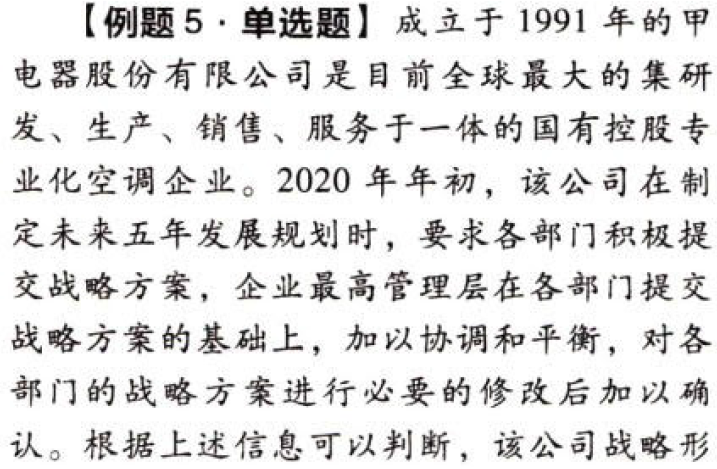 【例题5·单选题】成立于1991年的甲
电器股份有限公司是目前全球最大的集研
发、生产、销售、服务于一体的国有控股专
业化空调企业。2020年年初，该公司在制
定未来五年发展规划时，要求各部门积极提
交战略方案，企业最高管理层在各部门提交
战略方案的基础上，加以协调和平衡，对各
部门的战略方案进行必要的修改后加以确
认。根据上述信息可以判断，该公司战略形